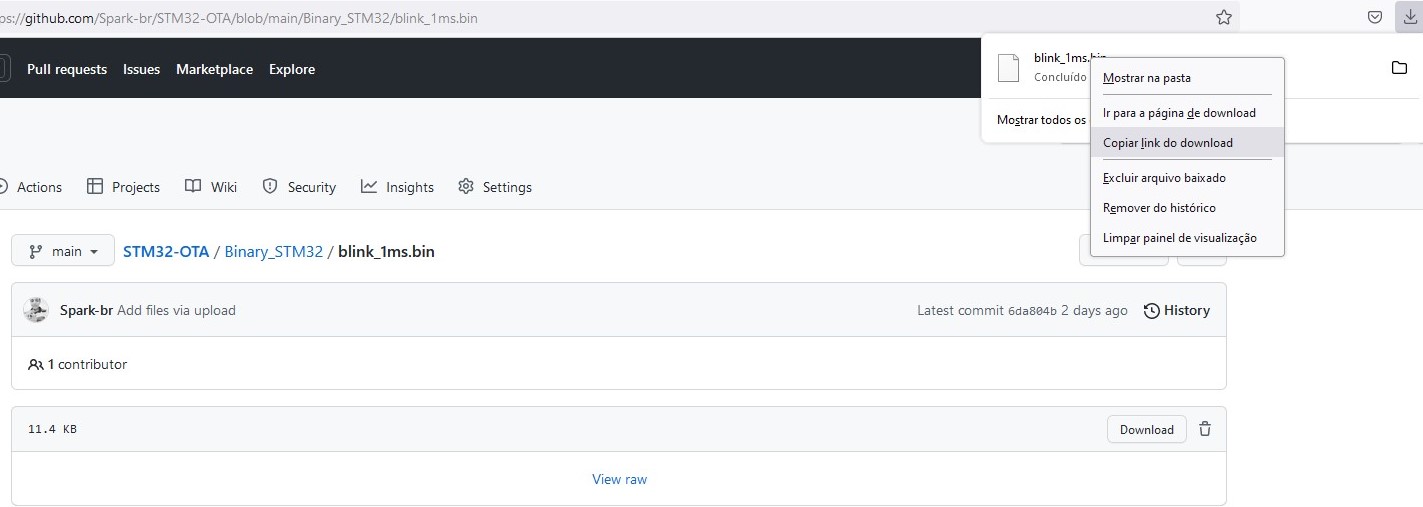 ps://github.com/Spark-br/STM32-OTA/blob/main/Binary_STM32/blink_1ms.bin
Pull requests Issues Marketplace Explore
blink_1ms.bin
Concluído
Mostrar todos os
Mostrar na pasta
Ir para a página de download
Copiar link do download
Excluir arquivo baixado
Remover do histórico
Limpar painel de visualização
Actions Projects Wiki Security Insights Settings
main STM32-OTA / Binary_STM32 / blink_1ms.bin
Spark-br Add files via upload Latest commit 6da804b 2 days ago History
1 contributor
11.4 KB Download
View raw